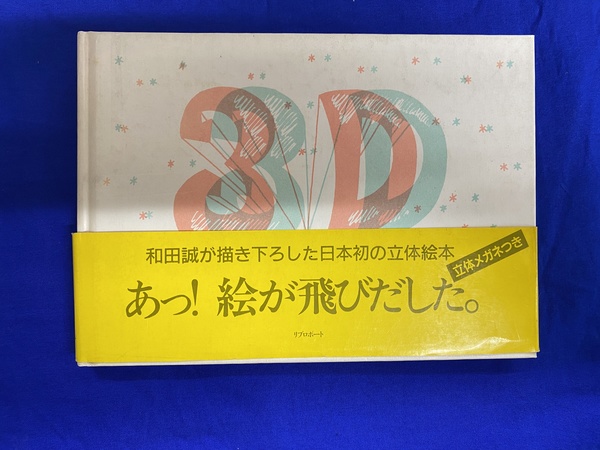 3D
和田誠が描き下ろした日本初の立体絵本
立体メガネつき
あっ! 絵が飛びだした。
リブロポート